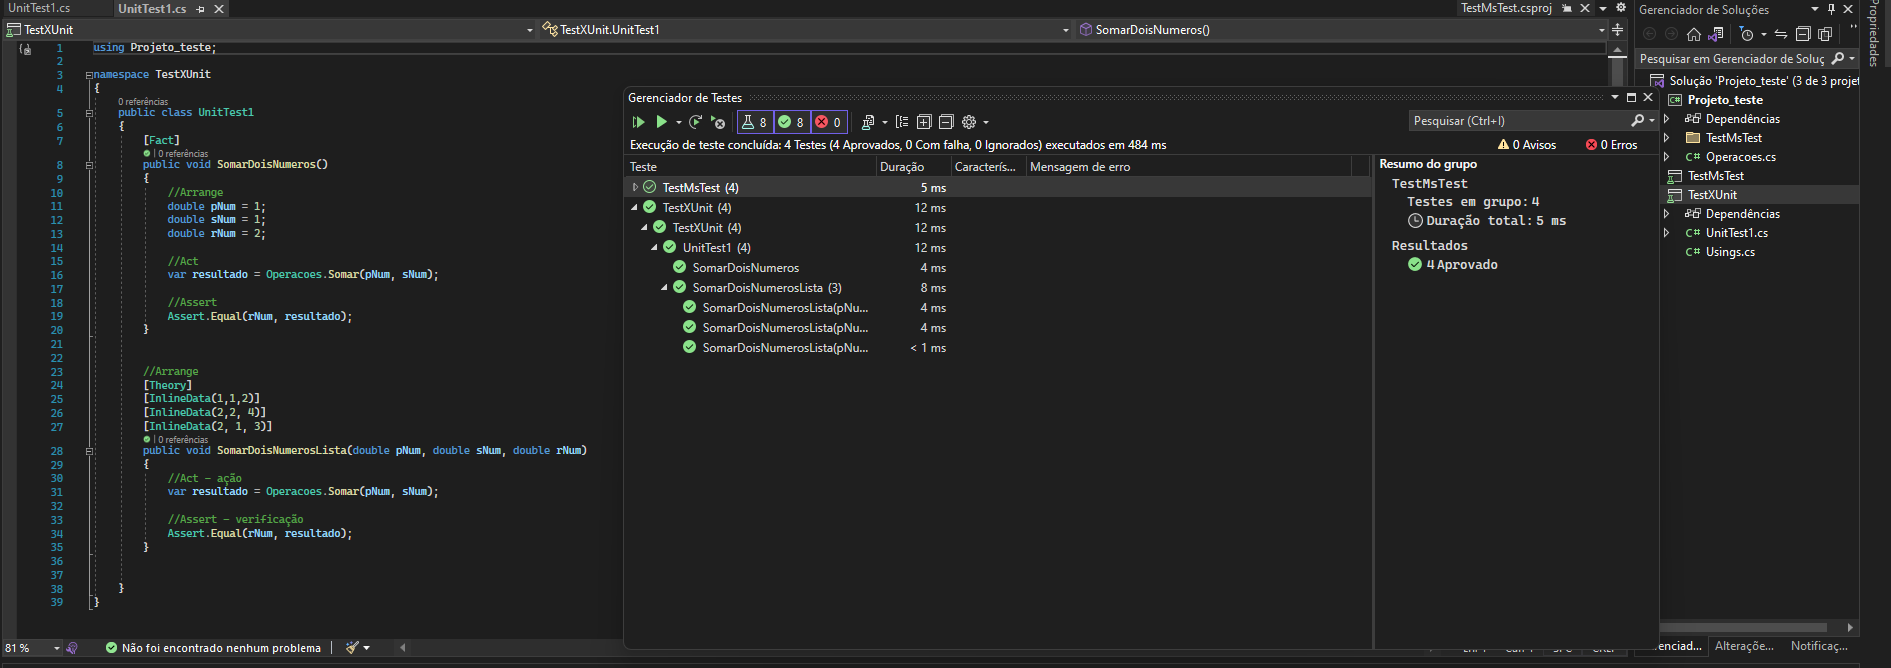 UnitTest1.cs
UnitTest1.cs
TestMsTest.csproj
TestXUnit
TestXUnit.UnitTest1
SomarDoisNumeros()
1 using Projeto_teste;
2
3 namespace TestXUnit
4 {
0 referências
5 public class UnitTest1
6 {
7 [Fact]
0 referências
8 public void SomarDoisNumeros()
9 {
10 //Arrange
11 double pNum = 1;
12 double sNum = 1;
13 double rNum = 2;
14
15 //Act
16 var resultado = Operacoes.Somar(pNum, sNum);
17
18 //Assert
19 Assert.Equal(rNum, resultado);
20 }
21
22
23 //Arrange
24 [Theory]
25 [InlineData(1,1,2)]
26 [InlineData(2,2, 4)]
27 [InlineData(2, 1, 3)]
0 referências
28 public void SomarDoisNumerosLista(double pNum, double sNum, double rNum)
29 {
30 //Act - ação
31 var resultado = Operacoes.Somar(pNum, sNum);
32
33 //Assert - verificação
34 Assert.Equal(rNum, resultado);
35 }
36
37
38 }
39 }
81 %
Não foi encontrado nenhum problema
Gerenciador de Testes
8 8 0
Pesquisar (Ctrl+I)
Execução de teste concluída: 4 Testes (4 Aprovados, 0 Com falha, 0 Ignorados) executados em 484 ms
0 Avisos
0 Erros
Teste Duração Caracterís... Mensagem de erro
TestMsTest (4) 5 ms
TestXUnit (4) 12 ms
TestXUnit (4) 12 ms
UnitTest1 (4) 12 ms
SomarDoisNumeros 4 ms
SomarDoisNumerosLista (3) 8 ms
SomarDoisNumerosLista(pNu... 4 ms
SomarDoisNumerosLista(pNu... 4 ms
SomarDoisNumerosLista(pNu... < 1 ms
Resumo do grupo
TestMsTest
Testes em grupo: 4
Duração total: 5 ms
Resultados
4 Aprovado
Gerenciador de Soluções
Pesquisar em Gerenciador de Soluç
Solução 'Projeto_teste' (3 de 3 projet
Projeto_teste
Dependências
TestMsTest
C# Operacoes.cs
TestMsTest
TestXUnit
Dependências
C# UnitTest1.cs
C# Usings.cs
enciad...
Alteraçõe...
Notificaç...
Propriedades